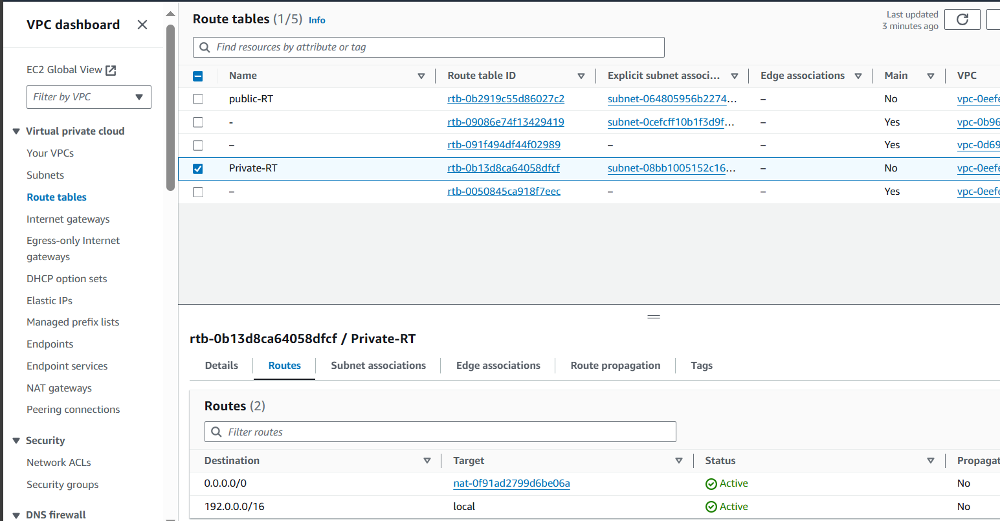 VPC dashboard
EC2 Global View
Filter by VPC
Virtual private cloud
Your VPCs
Subnets
Route tables
Internet gateways
Egress-only Internet
gateways
DHCP option sets
Elastic IPs
Managed prefix lists
Endpoints
Endpoint services
NAT gateways
Peering connections
Security
Network ACLs
Security groups
DNS firewall
Route tables (1/5) Info
Last updated
3 minutes ago
Find resources by attribute or tag
Name Route table ID Explicit subnet associ... Edge associations Main VPC
public-RT rtb-0b2919c55d86027c2 subnet-064805956b2274... – No vpc-0eefe
- rtb-09086e74f13429419 subnet-0cefcff10b1f3d9f... – Yes vpc-0b96
– rtb-091f494df44f02989 – – Yes vpc-0d69
Private-RT rtb-0b13d8ca64058dfcf subnet-08bb1005152c16... – No vpc-0eefe
– rtb-0050845ca918f7eec – – Yes vpc-0eefe
rtb-0b13d8ca64058dfcf / Private-RT
Details Routes Subnet associations Edge associations Route propagation Tags
Routes (2)
Filter routes
Destination Target Status Propagat
0.0.0.0/0 nat-0f91ad2799d6be06a Active No
192.0.0.0/16 local Active No